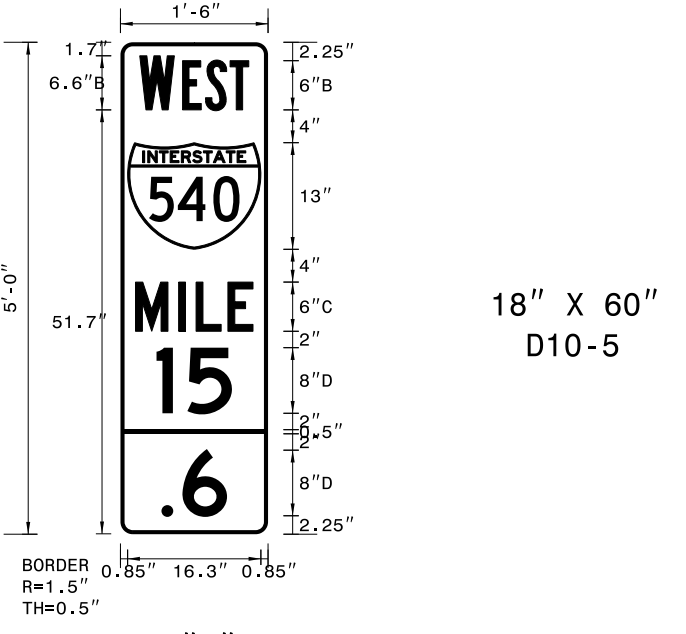 1'-6"
1.7"
6.6"B
51.7"
5'-0"
WEST
INTERSTATE
540
MILE
15
.6
2.25"
6"B
4"
13"
4"
6"C
2"
8"D
2"
0.5"
2"
8"D
2.25"
0.85" 16.3" 0.85"
BORDER
R=1.5"
TH=0.5"
18" X 60"
D10-5